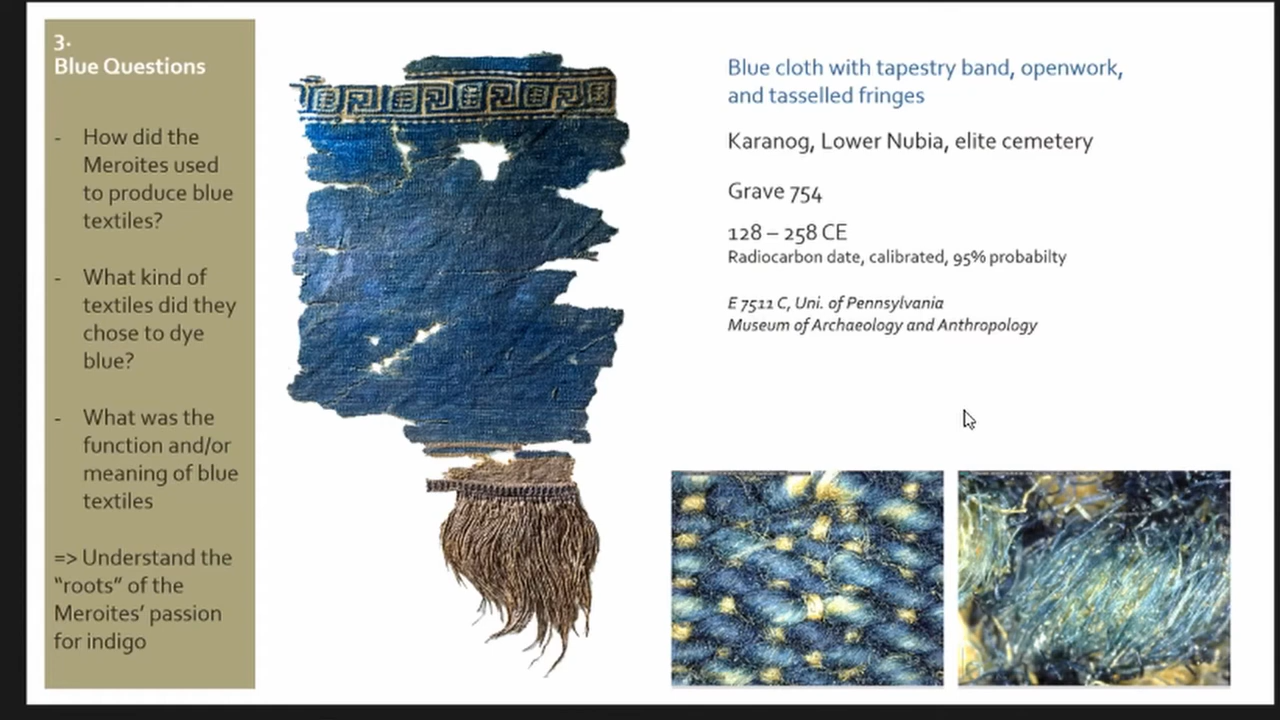 3.
Blue Questions
- How did the
Meroites used
to produce blue
textiles?
- What kind of
textiles did they
chose to dye
blue?
- What was the
function and/or
meaning of blue
textiles
=> Understand the
“roots” of the
Meroites’ passion
for indigo
Blue cloth with tapestry band, openwork,
and tasselled fringes
Karanog, Lower Nubia, elite cemetery
Grave 754
128 – 258 CE
Radiocarbon date, calibrated, 95% probabilty
E 7511 C, Uni. of Pennsylvania
Museum of Archaeology and Anthropology